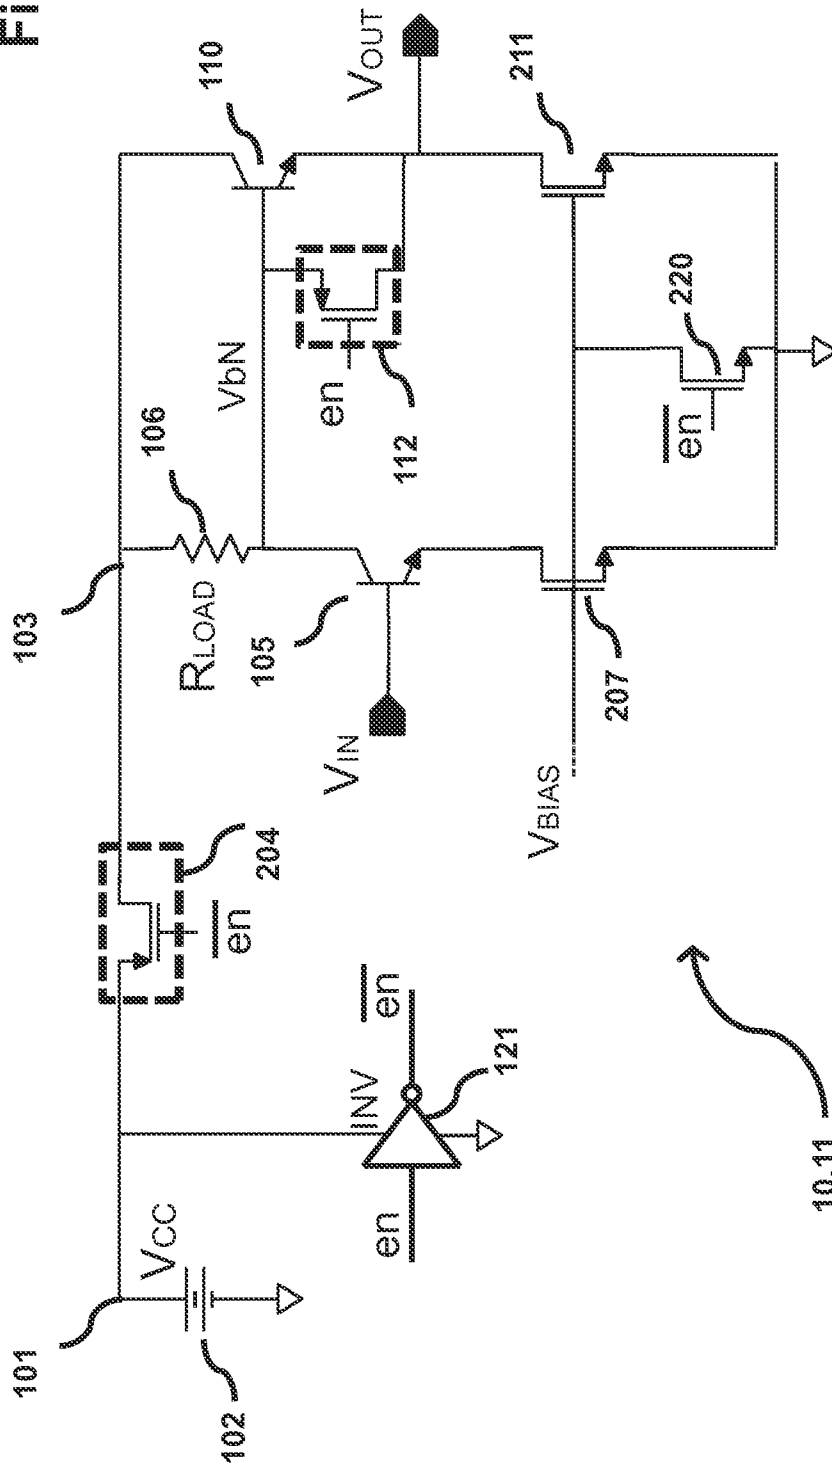 Fi
101
103
VCC
106
110
102
en
204
RLOAD
105
VbN
VIN
INV
en
VOUT
en
en
112
121
VBIAS
211
207
220
en
10.11